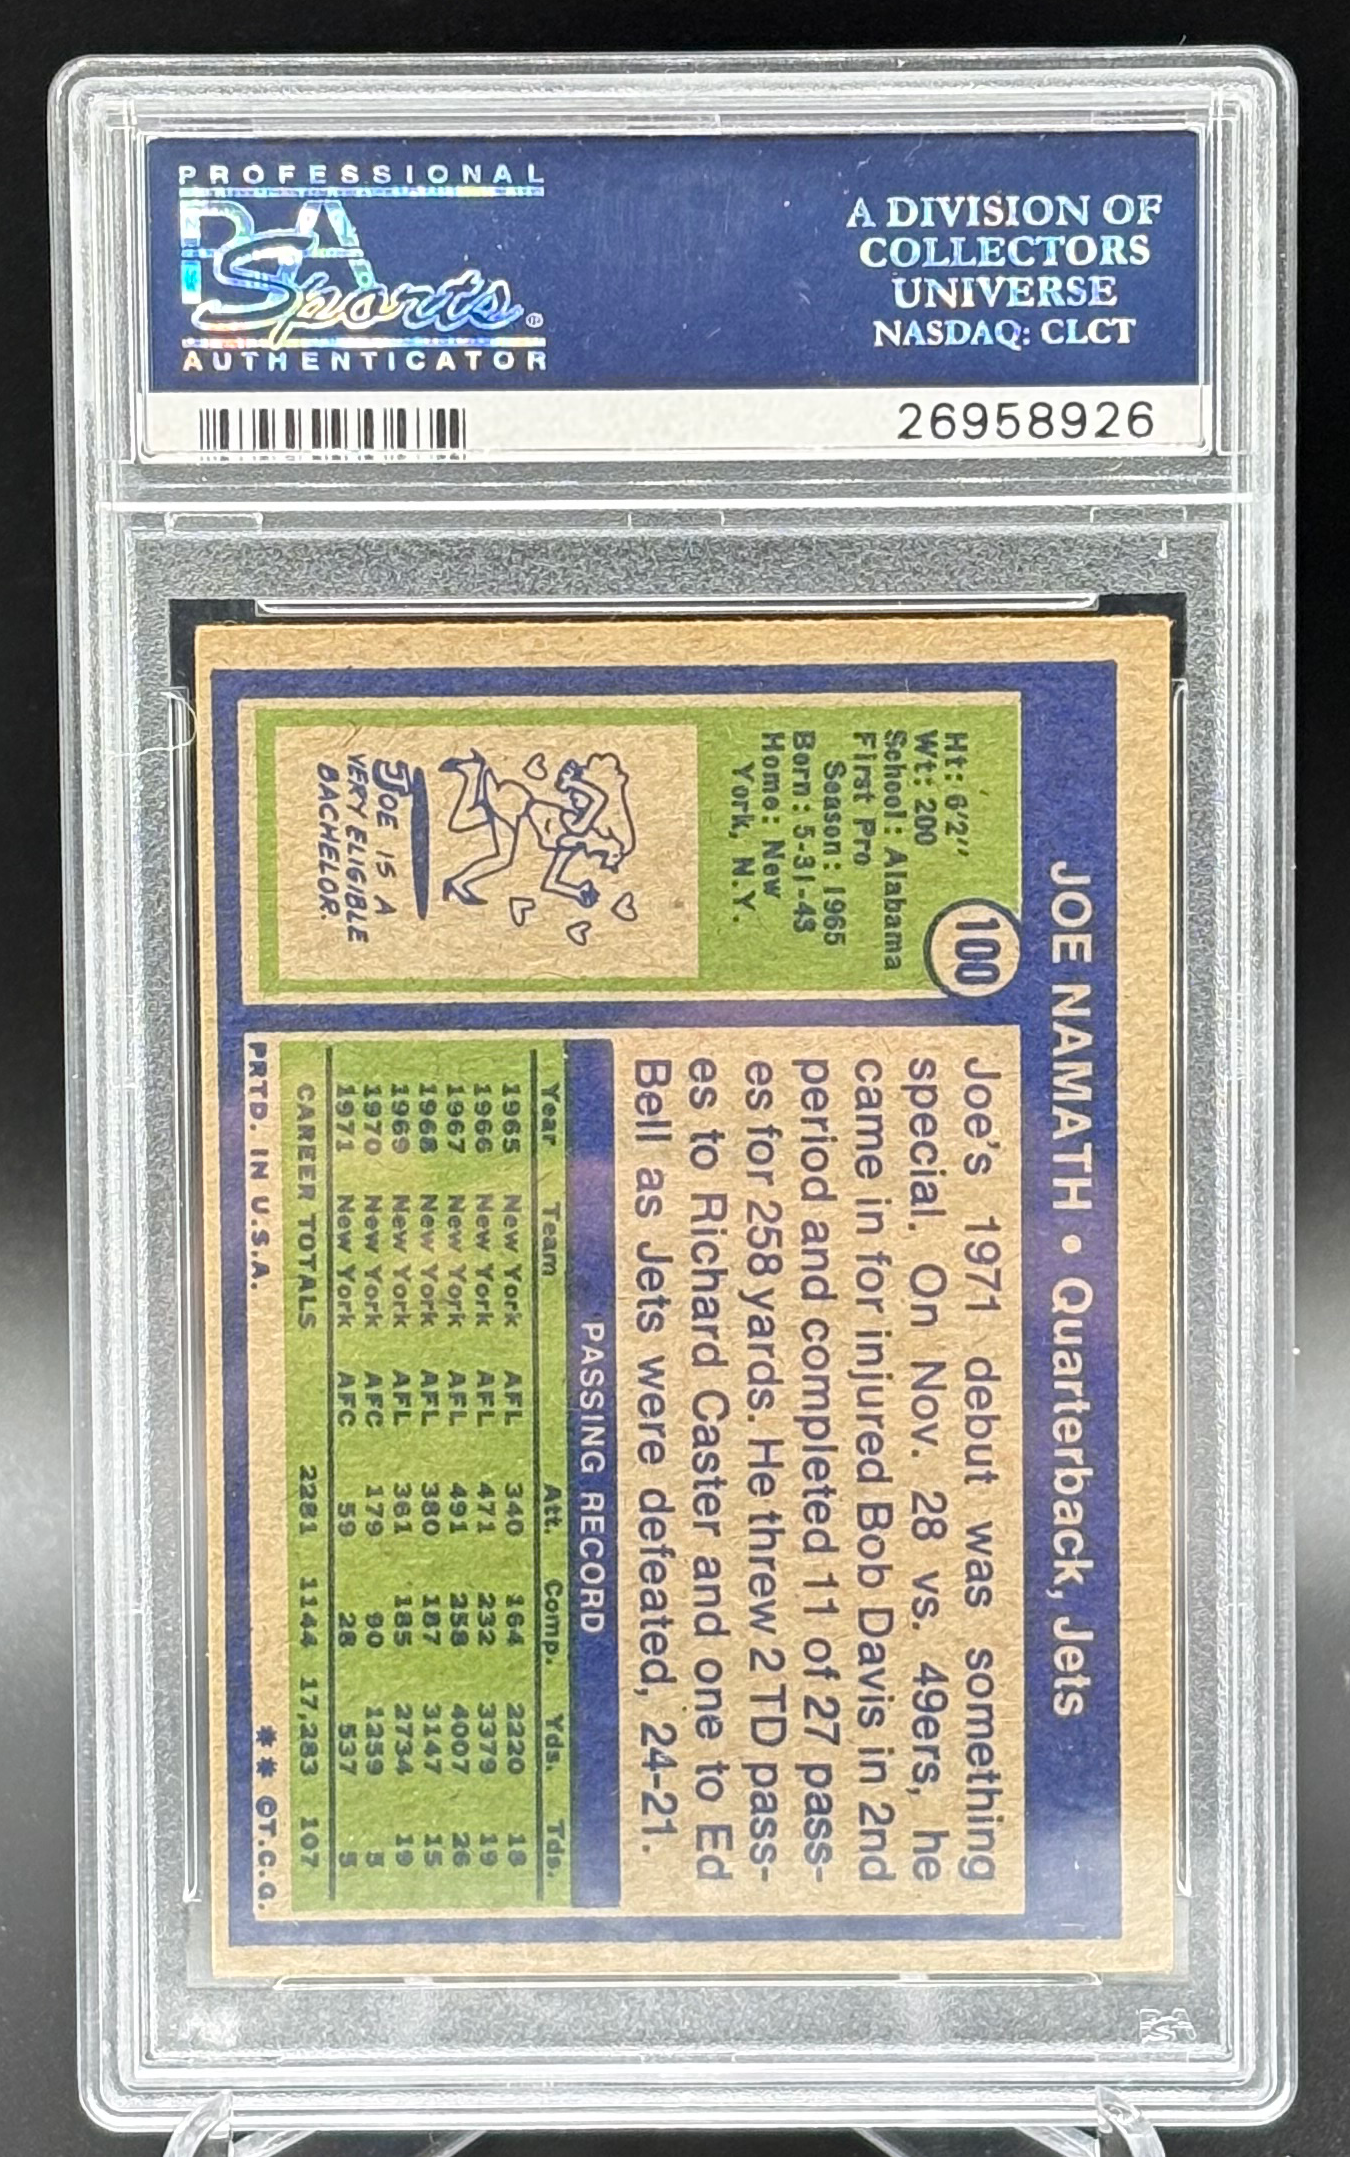 PROFESSIONAL
PSA
Sports®
AUTHENTICATOR
A DIVISION OF
COLLECTORS
UNIVERSE
NASDAQ: CLCT
26958926
JOE NAMATH • Quarterback, Jets
100
Ht: 6'2"
Wt: 200
School: Alabama
First Pro
Season: 1965
Born: 5-31-43
Home: New
York, N.Y.
JOE IS A
VERY ELIGIBLE
BACHELOR.
Joe's 1971 debut was something
special. On Nov. 28 vs. 49ers, he
came in for injured Bob Davis in 2nd
period and completed 11 of 27 pass-
es for 258 yards. He threw 2 TD pass-
es to Richard Caster and one to Ed
Bell as Jets were defeated, 24-21.
PASSING RECORD
Year Team Att. Comp. Yds. Tds.
1965 New York AFL 340 164 2220 18
1966 New York AFL 471 232 3379 19
1967 New York AFL 491 258 4007 26
1968 New York AFL 380 187 3147 15
1969 New York AFL 361 185 2734 19
1970 New York AFC 179 90 1259 5
1971 New York AFC 59 28 537 5
CAREER TOTALS 2281 1144 17,283 107
PRTD. IN U.S.A. ** ©T.C.G.
PSA